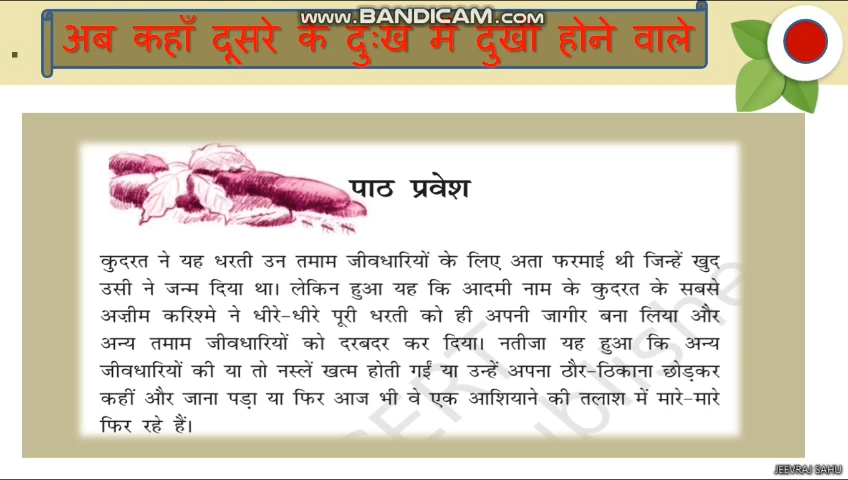 www.BANDICAM.com
अब कहाँ दूसरे के दुःख में दुखी होने वाले
पाठ प्रवेश
कुदरत ने यह धरती उन तमाम जीवधारियों के लिए अता फरमाई थी जिन्हें खुद
उसी ने जन्म दिया था। लेकिन हुआ यह कि आदमी नाम के कुदरत के सबसे
अज़ीम करिश्मे ने धीरे-धीरे पूरी धरती को ही अपनी जागीर बना लिया और
अन्य तमाम जीवधारियों को दरबदर कर दिया। नतीजा यह हुआ कि अन्य
जीवधारियों की या तो नस्लें खत्म होती गईं या उन्हें अपना ठौर-ठिकाना छोड़कर
कहीं और जाना पड़ा या फिर आज भी वे एक आशियाने की तलाश में मारे-मारे
फिर रहे हैं।
JEEVRAJ SAHU